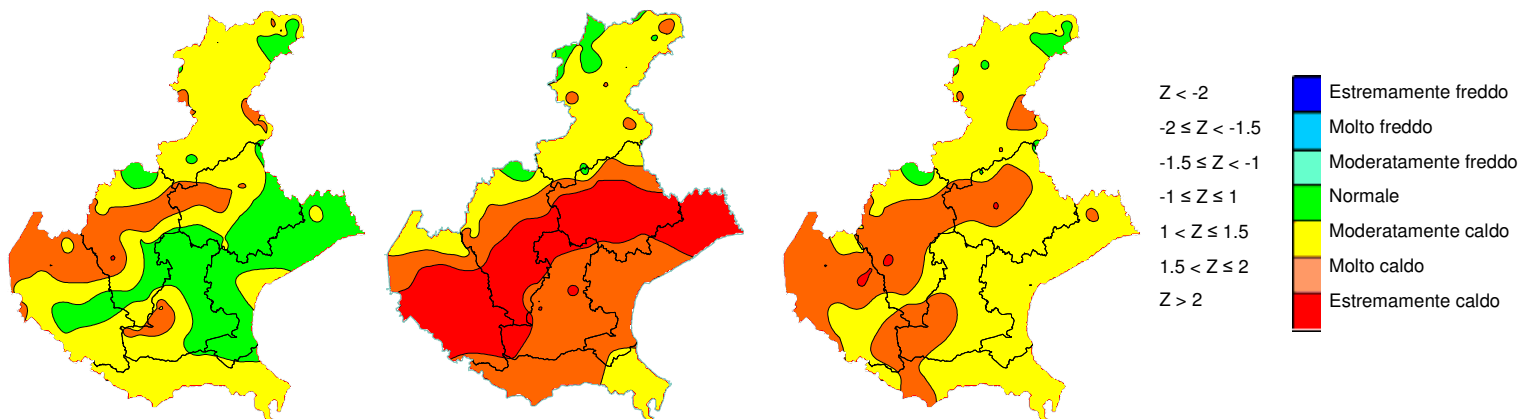 Z < -2 Estremamente freddo
-2 ≤ Z < -1.5 Molto freddo
-1.5 ≤ Z < -1 Moderatamente freddo
-1 ≤ Z ≤ 1 Normale
1 < Z ≤ 1.5 Moderatamente caldo
1.5 < Z ≤ 2 Molto caldo
Z > 2 Estremamente caldo